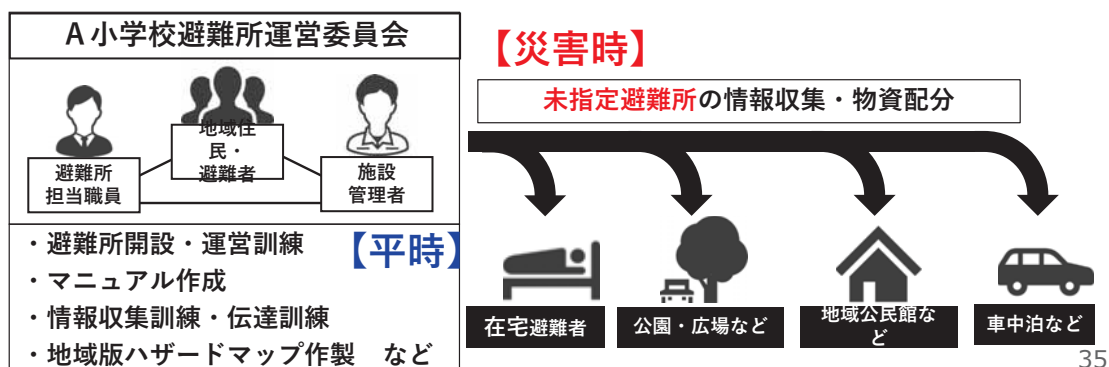 A小学校避難所運営委員会
地域住
民・
避難者
避難所
担当職員
施設
管理者
【平時】
・避難所開設・運営訓練
・マニュアル作成
・情報収集訓練・伝達訓練
・地域版ハザードマップ作製　など
【災害時】
未指定避難所の情報収集・物資配分
在宅避難者
公園・広場など
地域公民館な
ど
車中泊など
35